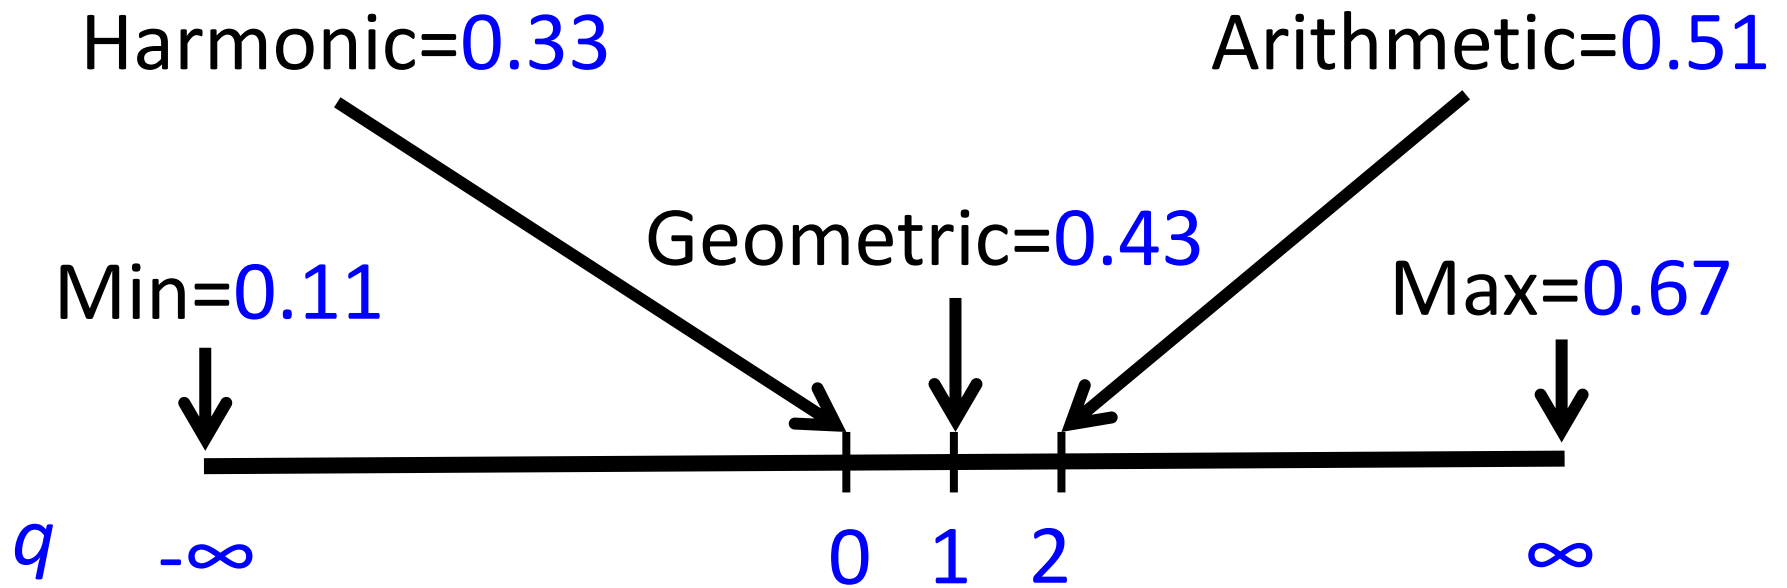 Harmonic=0.33
Arithmetic=0.51
Geometric=0.43
Min=0.11
Max=0.67
q -∞ 0 1 2 ∞